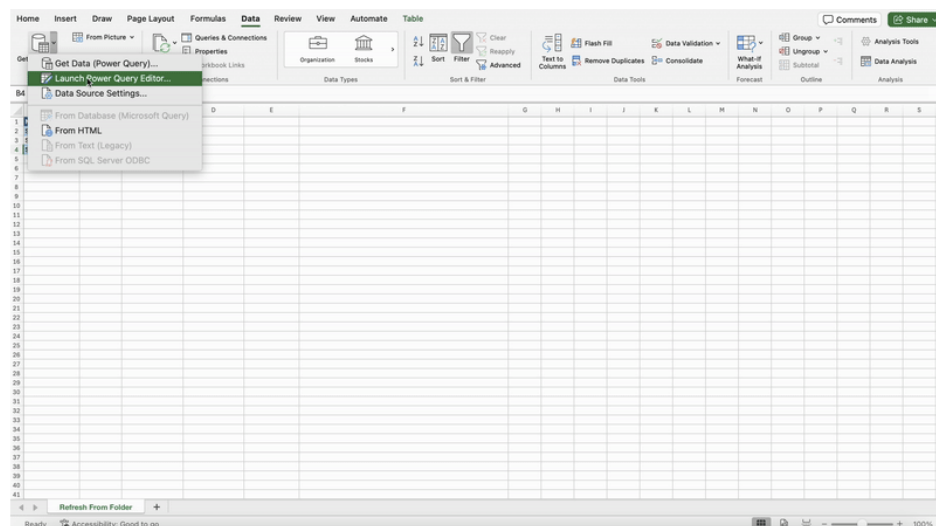 Home Insert Draw Page Layout Formulas Data Review View Automate Table Comments Share
From Picture Queries & Connections Clear Group Analysis Tools
Properties Reapply Flash Fill Data Validation Ungroup
Organization Stocks Sort Filter Advanced Text to Columns Remove Duplicates Consolidate What-If Analysis Subtotal Data Analysis
Get Data (Power Query)...
Launch Power Query Editor...
Data Source Settings...
From Database (Microsoft Query)
From HTML
From Text (Legacy)
From SQL Server ODBC
Data Types Sort & Filter Data Tools Forecast Outline Analysis
B4
D E F G H I J K L M N O P Q R S
1
2
3
4
5
6
7
8
9
10
11
12
13
14
15
16
17
18
19
20
21
22
23
24
25
26
27
28
29
30
31
32
33
34
35
36
37
38
39
40
41
Refresh From Folder +
Ready Accessibility: Good to go 100%